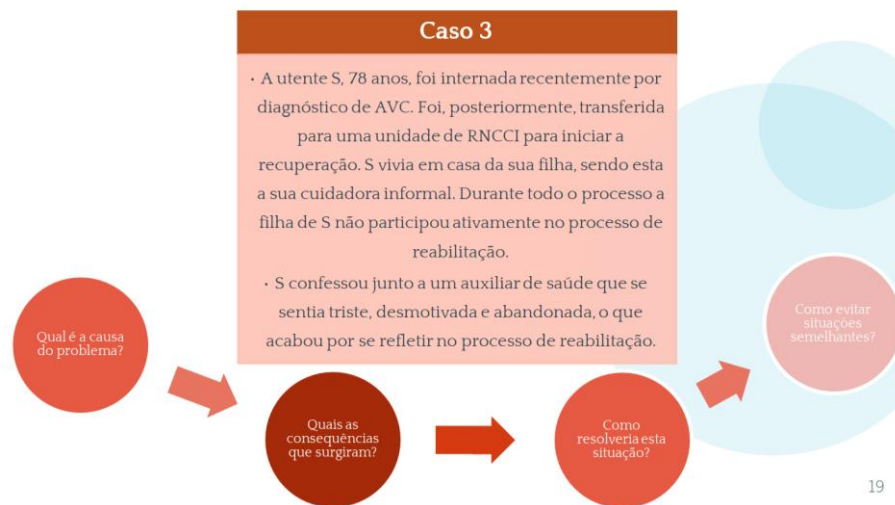 Caso 3
• A utente S, 78 anos, foi internada recentemente por
diagnóstico de AVC. Foi, posteriormente, transferida
para uma unidade de RNCCI para iniciar a
recuperação. S vivia em casa da sua filha, sendo esta
a sua cuidadora informal. Durante todo o processo a
filha de S não participou ativamente no processo de
reabilitação.
• S confessou junto a um auxiliar de saúde que se
sentia triste, desmotivada e abandonada, o que
acabou por se refletir no processo de reabilitação.
Qual é a causa
do problema?
Quais as
consequências
que surgiram?
Como
resolveria esta
situação?
Como evitar
situações
semelhantes?
19